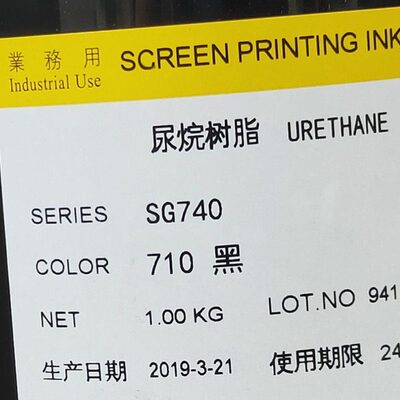 業務用 SCREEN PRINTING INK
Industrial Use
尿烷树脂 URETHANE
SERIES SG740
COLOR 710 黑
NET 1.00 KG LOT.NO 941
生产日期 2019-3-21 使用期限 24